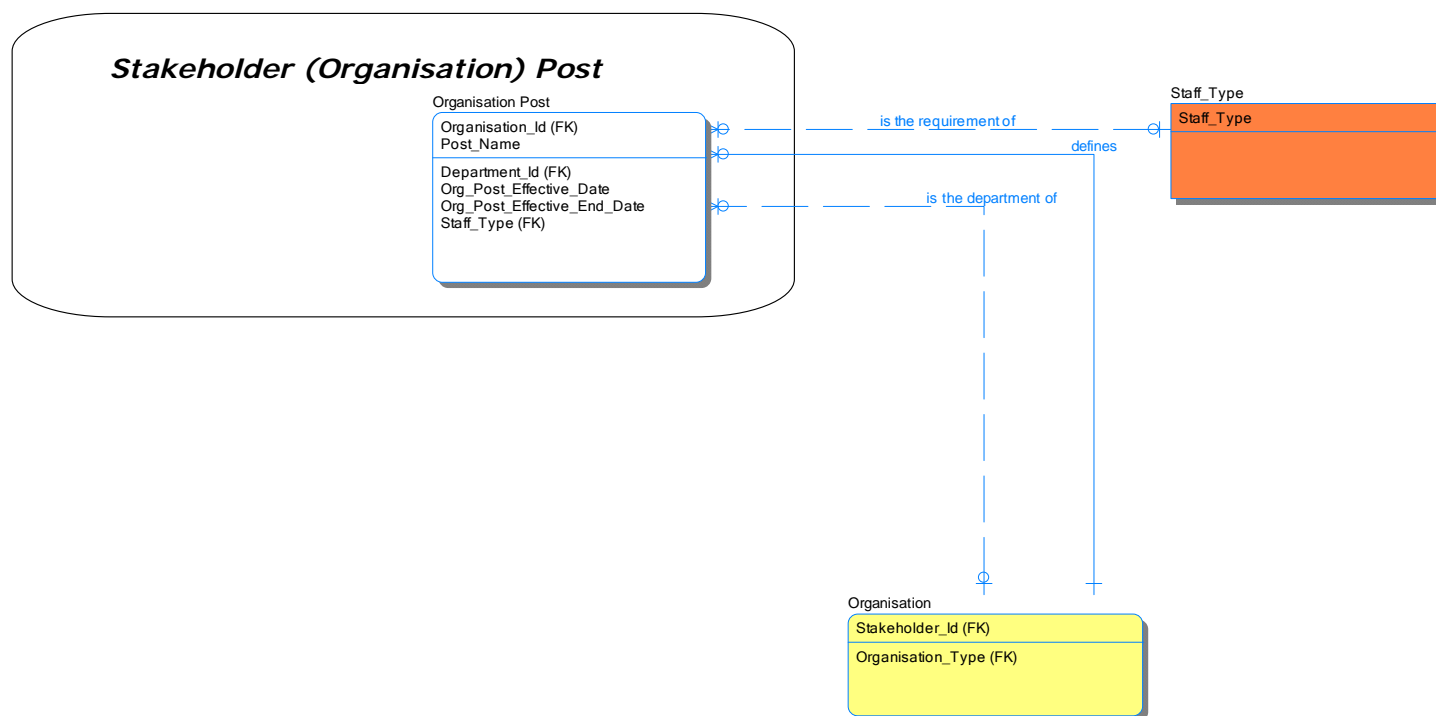 Stakeholder (Organisation) Post
Organisation Post
Organisation_Id (FK)
Post_Name
Department_Id (FK)
Org_Post_Effective_Date
Org_Post_Effective_End_Date
Staff_Type (FK)
is the requirement of
defines
is the department of
Staff_Type
Staff_Type
Organisation
Stakeholder_Id (FK)
Organisation_Type (FK)